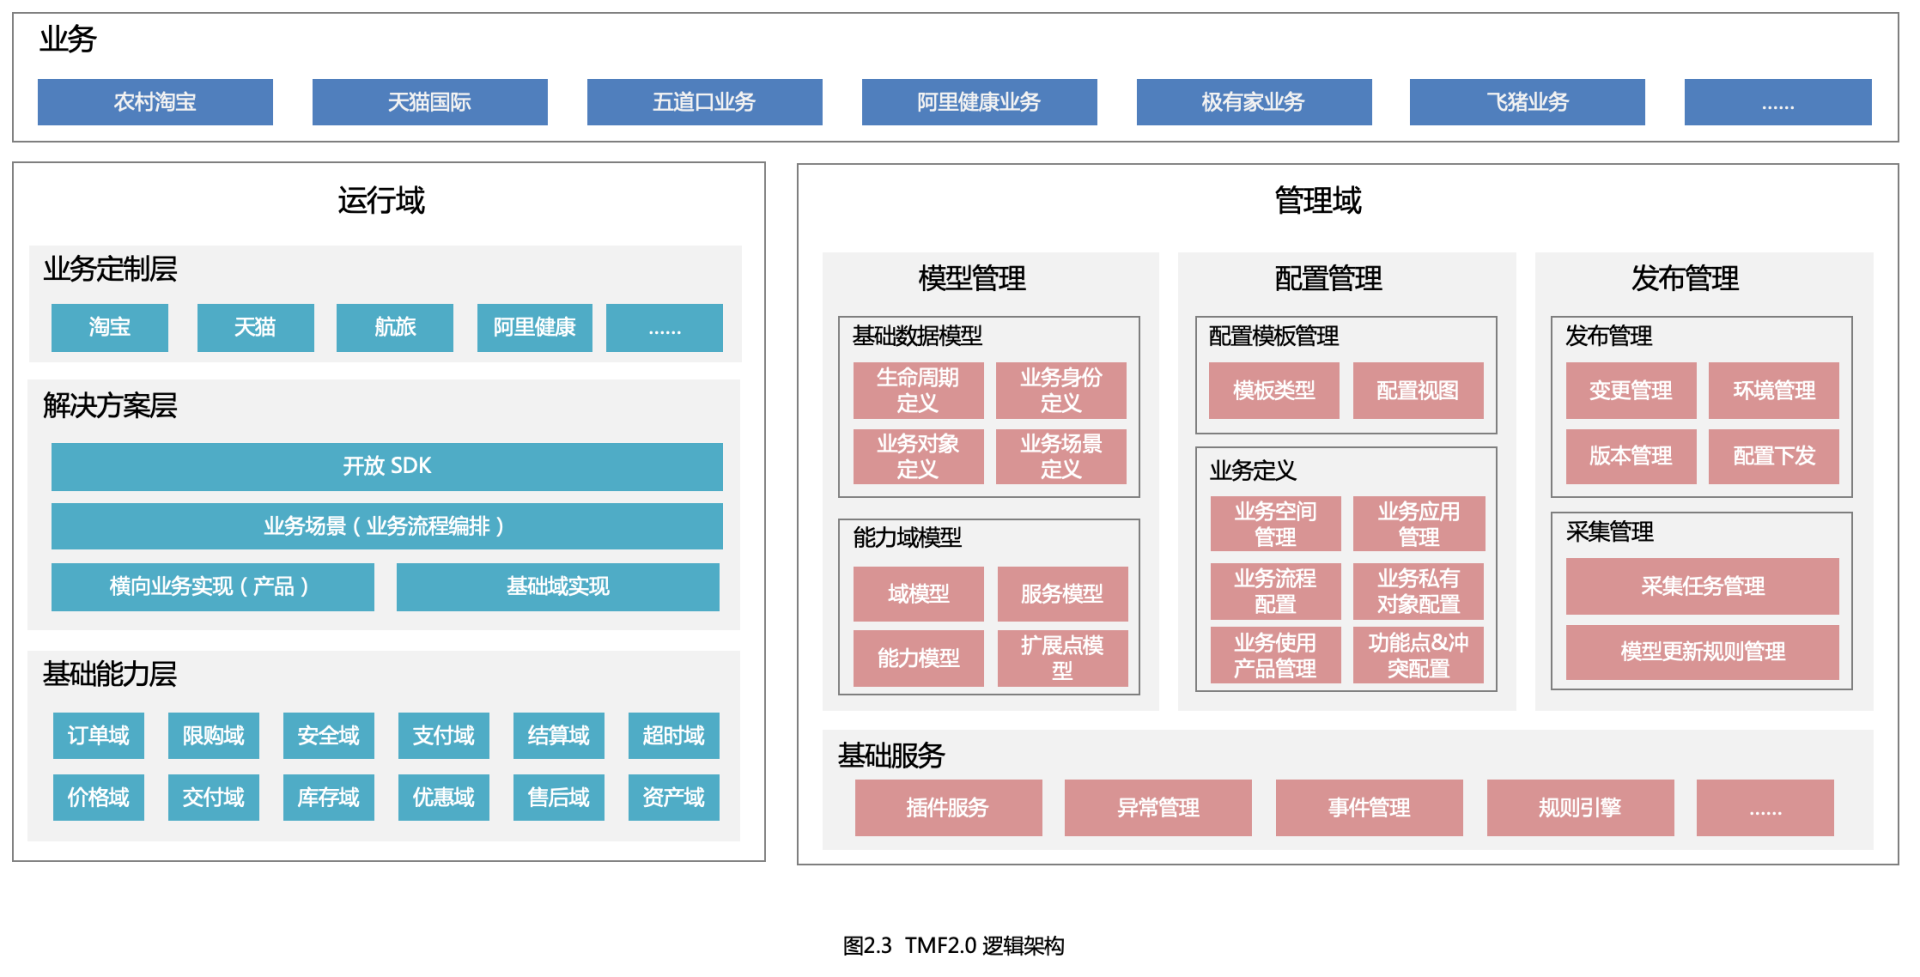 业务
农村淘宝
天猫国际
五道口业务
阿里健康业务
极有家业务
飞猪业务
......
运行域
业务定制层
淘宝
天猫
航旅
阿里健康
......
解决方案层
开放 SDK
业务场景（业务流程编排）
横向业务实现（产品）
基础域实现
基础能力层
订单域
限购域
安全域
支付域
结算域
超时域
价格域
交付域
库存域
优惠域
售后域
资产域
管理域
模型管理
基础数据模型
生命周期
定义
业务身份
定义
业务对象
定义
业务场景
定义
能力域模型
域模型
服务模型
能力模型
扩展点模
型
配置管理
配置模板管理
模板类型
配置视图
业务定义
业务空间
管理
业务应用
管理
业务流程
配置
业务私有
对象配置
业务使用
产品管理
功能点&冲
突配置
发布管理
发布管理
变更管理
环境管理
版本管理
配置下发
采集管理
采集任务管理
模型更新规则管理
基础服务
插件服务
异常管理
事件管理
规则引擎
......
图2.3 TMF2.0 逻辑架构